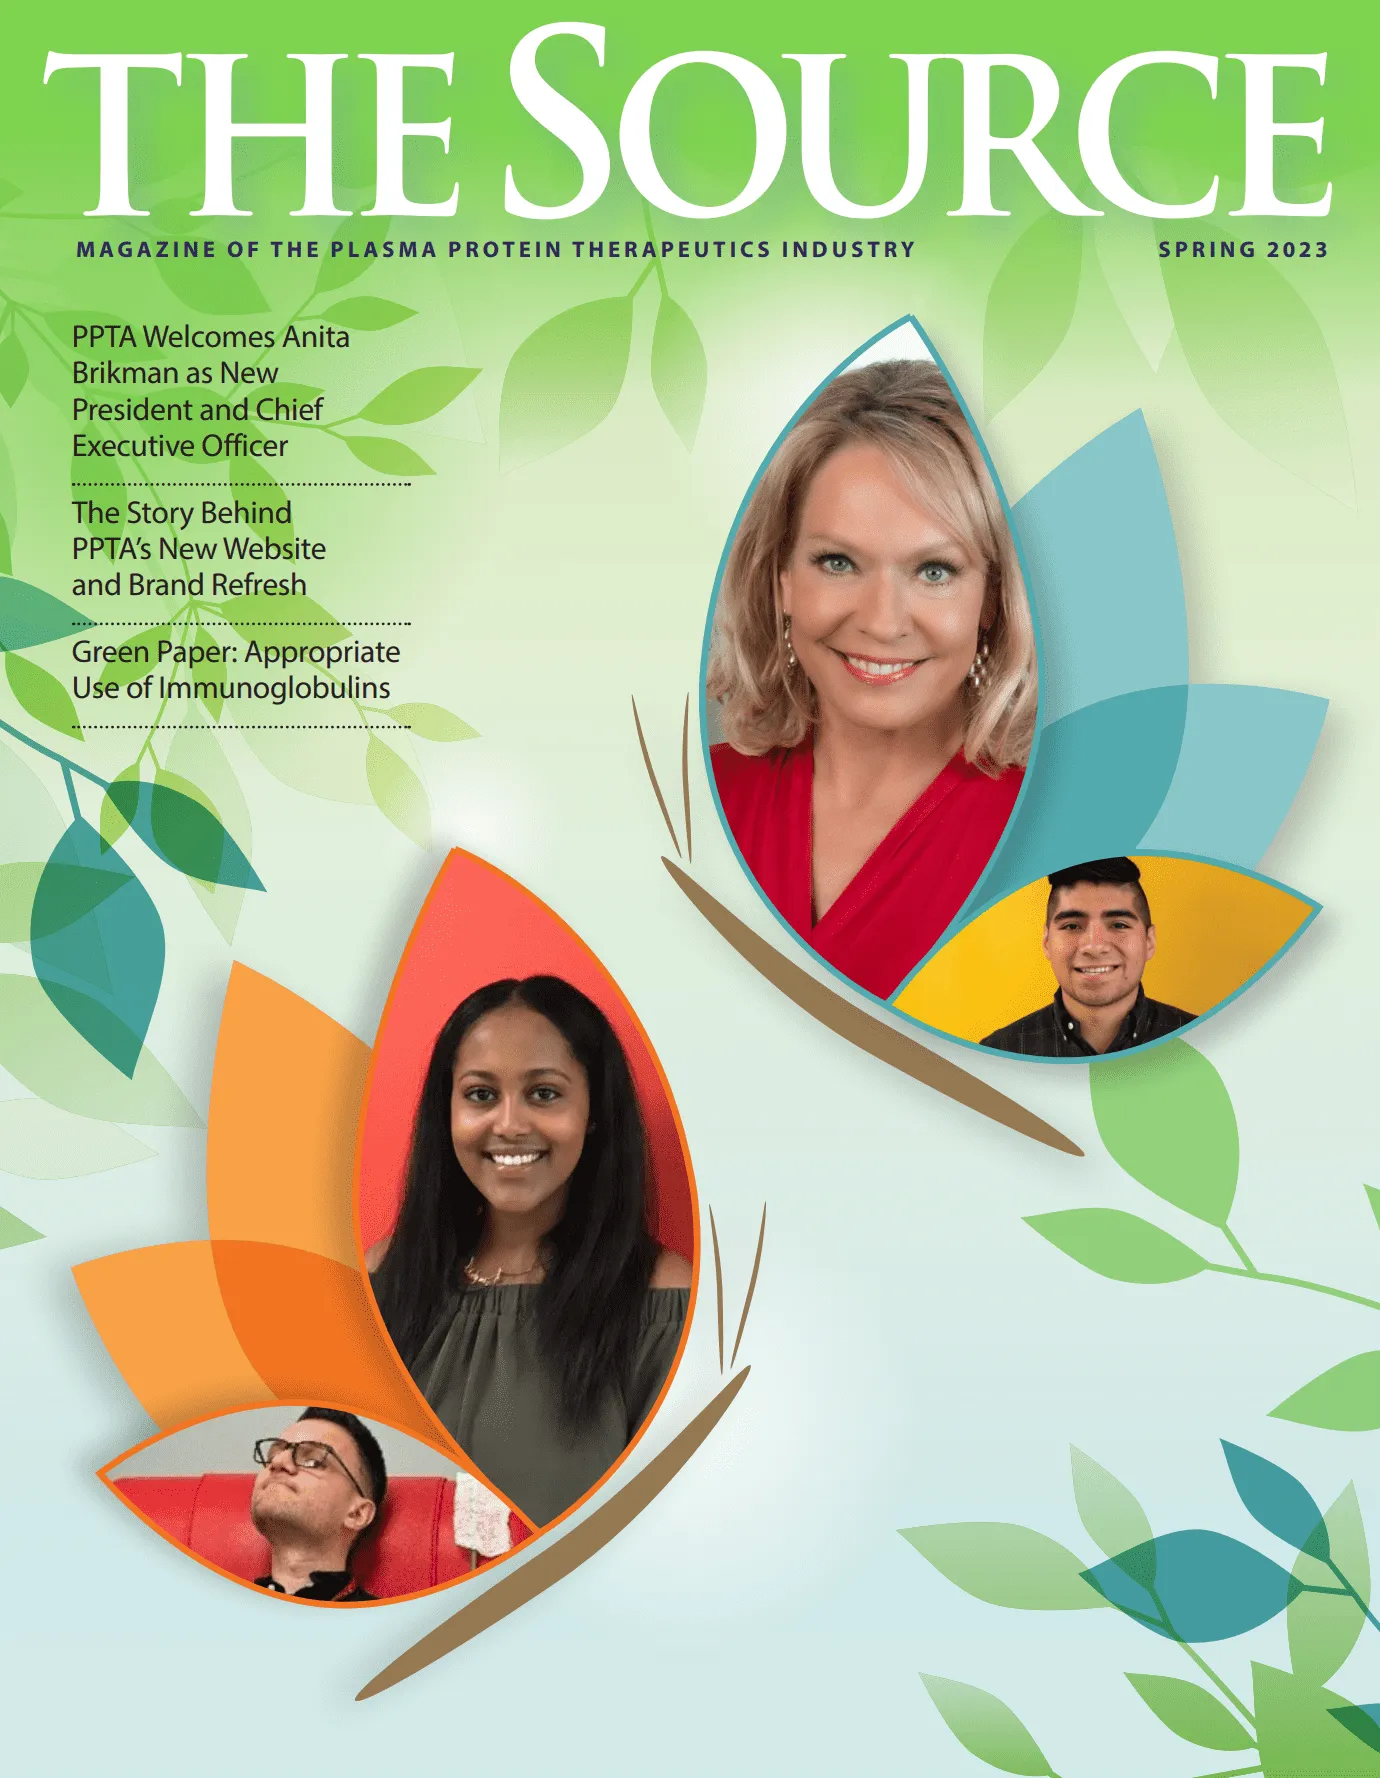 THE SOURCE
MAGAZINE OF THE PLASMA PROTEIN THERAPEUTICS INDUSTRY
SPRING 2023
PPTA Welcomes Anita
Brikman as New
President and Chief
Executive Officer
The Story Behind
PPTA's New Website
and Brand Refresh
Green Paper: Appropriate
Use of Immunoglobulins